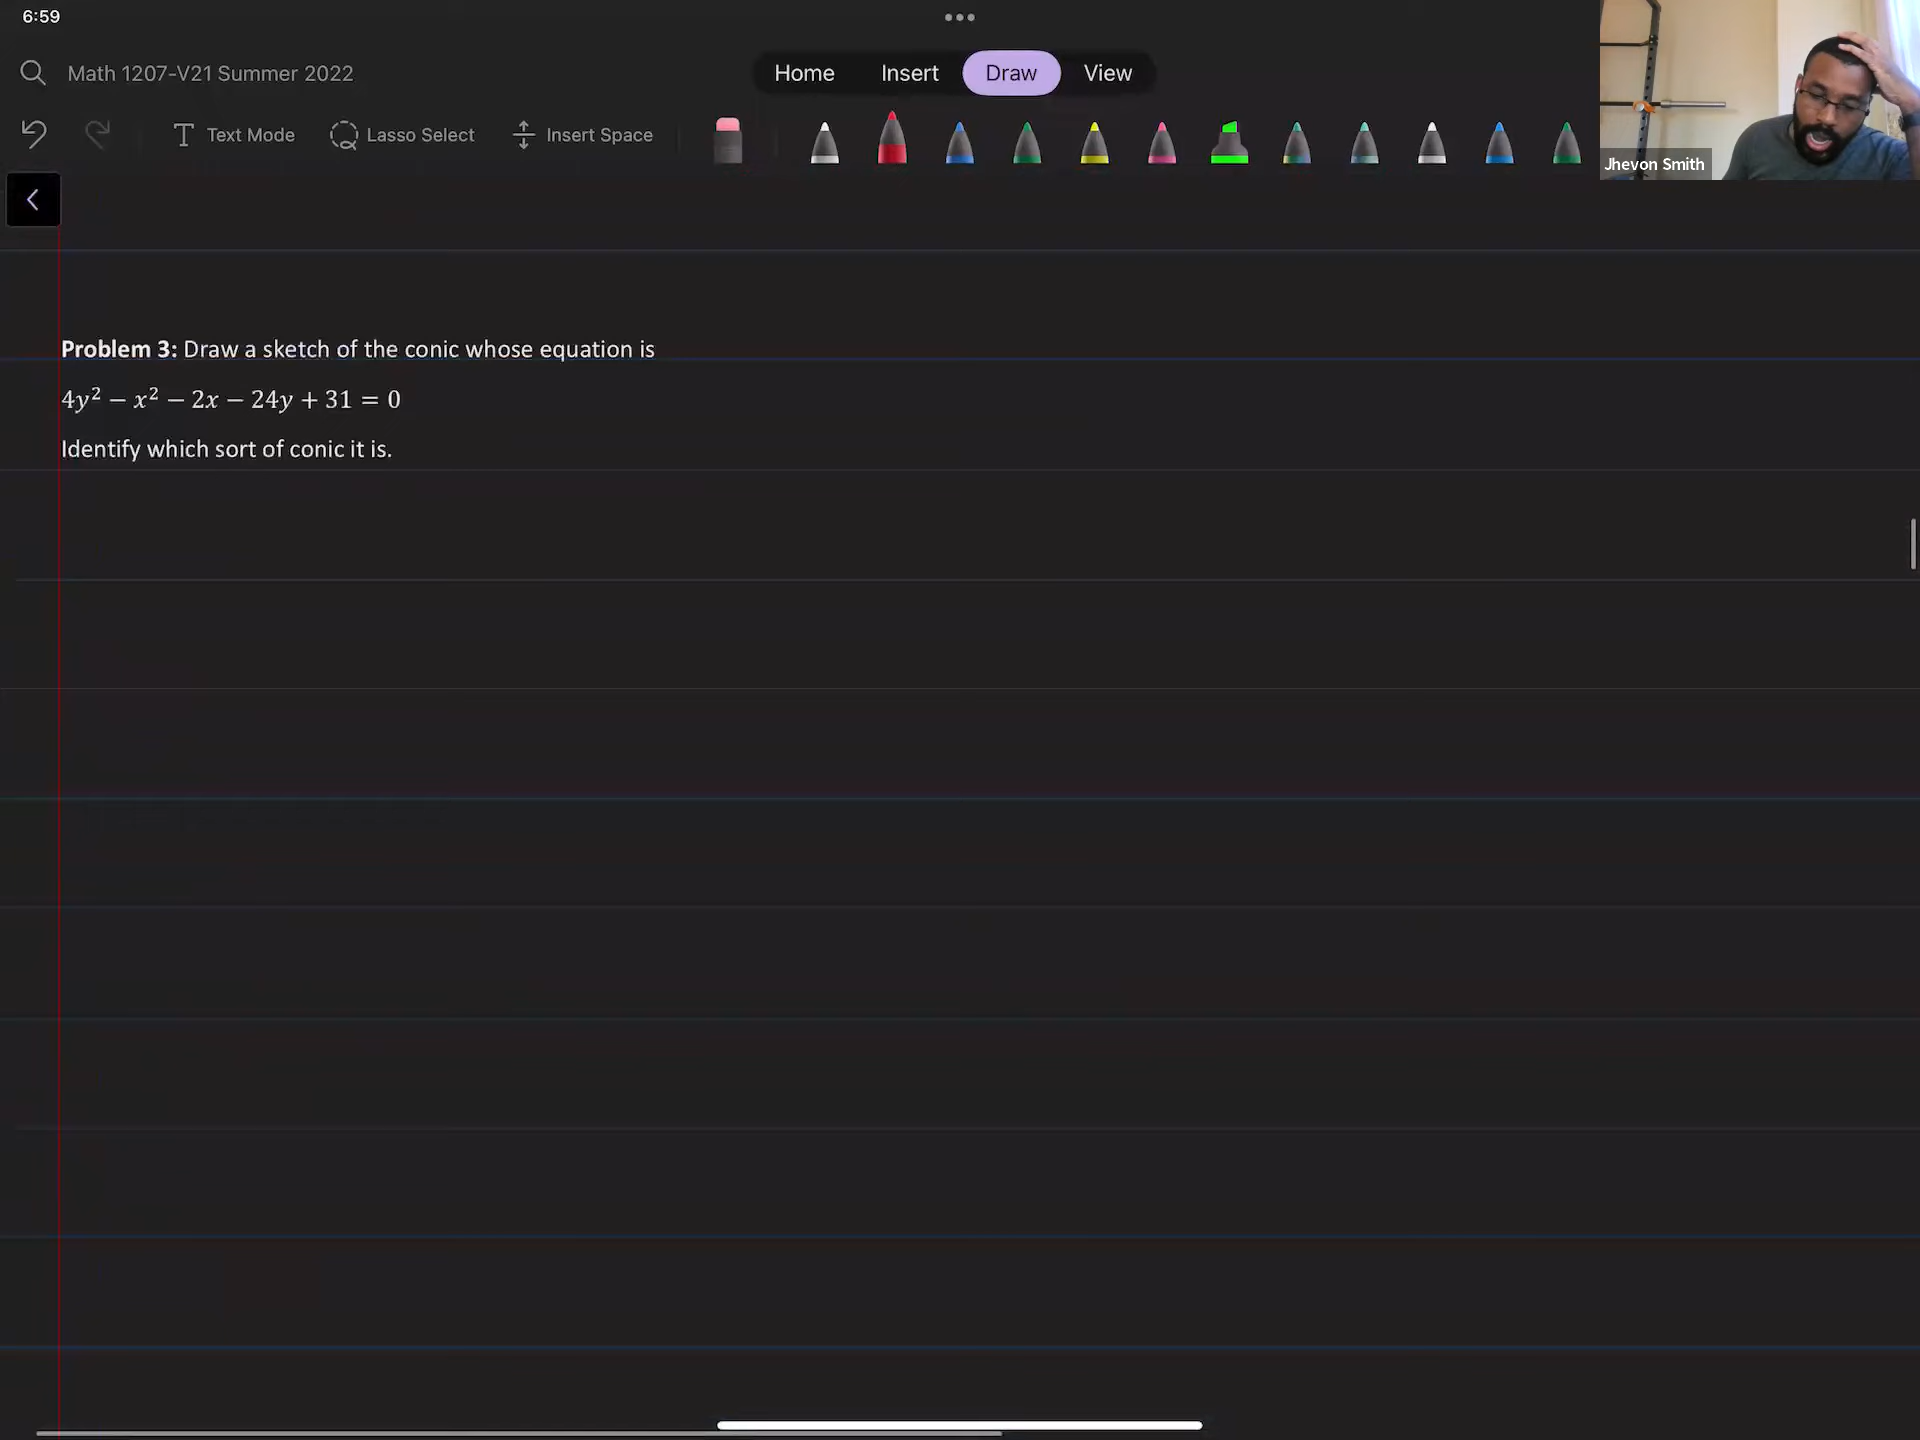 6:59
Math 1207-V21 Summer 2022
Home Insert Draw View
Text Mode Lasso Select Insert Space
Jhevon Smith
Problem 3: Draw a sketch of the conic whose equation is
4y² − x² − 2x − 24y + 31 = 0
Identify which sort of conic it is.